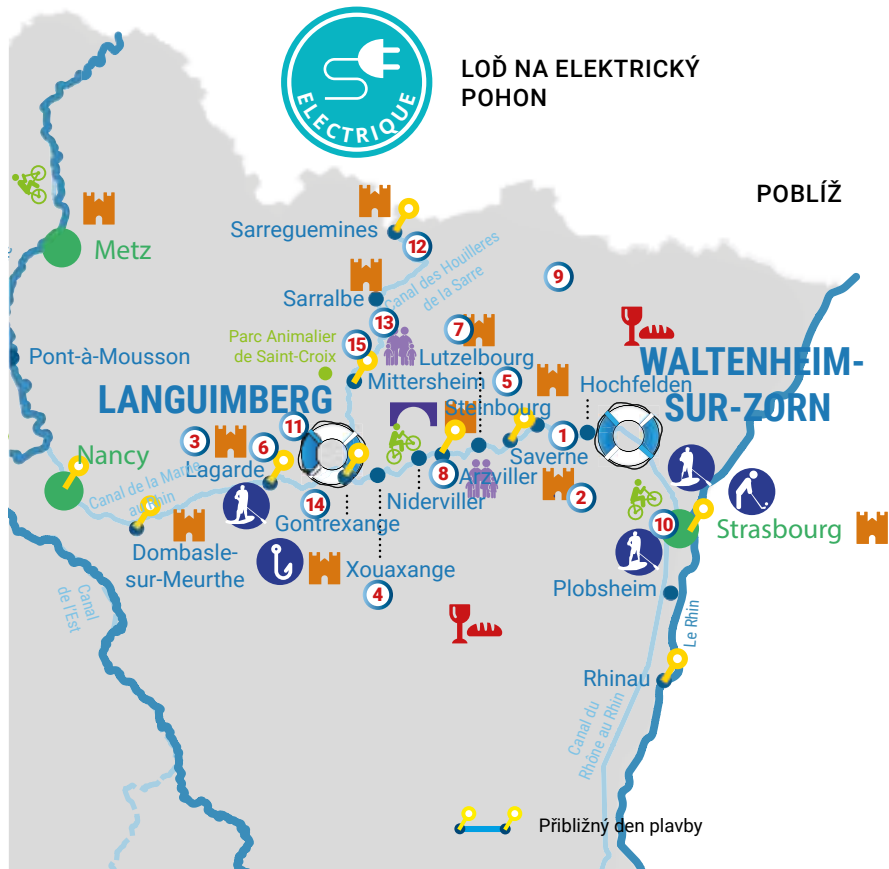 ELECTRIQUE
LOĎ NA ELEKTRICKÝ
POHON
POBLÍŽ
Metz
Sarreguemines
12
Canal des Houilleres
de la Sarre
9
Sarralbe
13
7
15
Parc Animalier
de Saint-Croix
Pont-à-Mousson
Lutzelbourg
WALTENHEIM-
SUR-ZORN
Mittersheim
5
Hochfelden
LANGUIMBERG
Steinbourg
11
3
6
1
Nancy
Lagarde
Saverne
8
Arzviller
Canal de la Marne
au Rhin
Niderviller
2
14
Gontrexange
10
Strasbourg
Dombasle-
sur-Meurthe
Xouaxange
4
Plobsheim
Canal
de l'Est
Le Rhin
Rhinau
Canal du
Rhône au Rhin
Přibližný den plavby